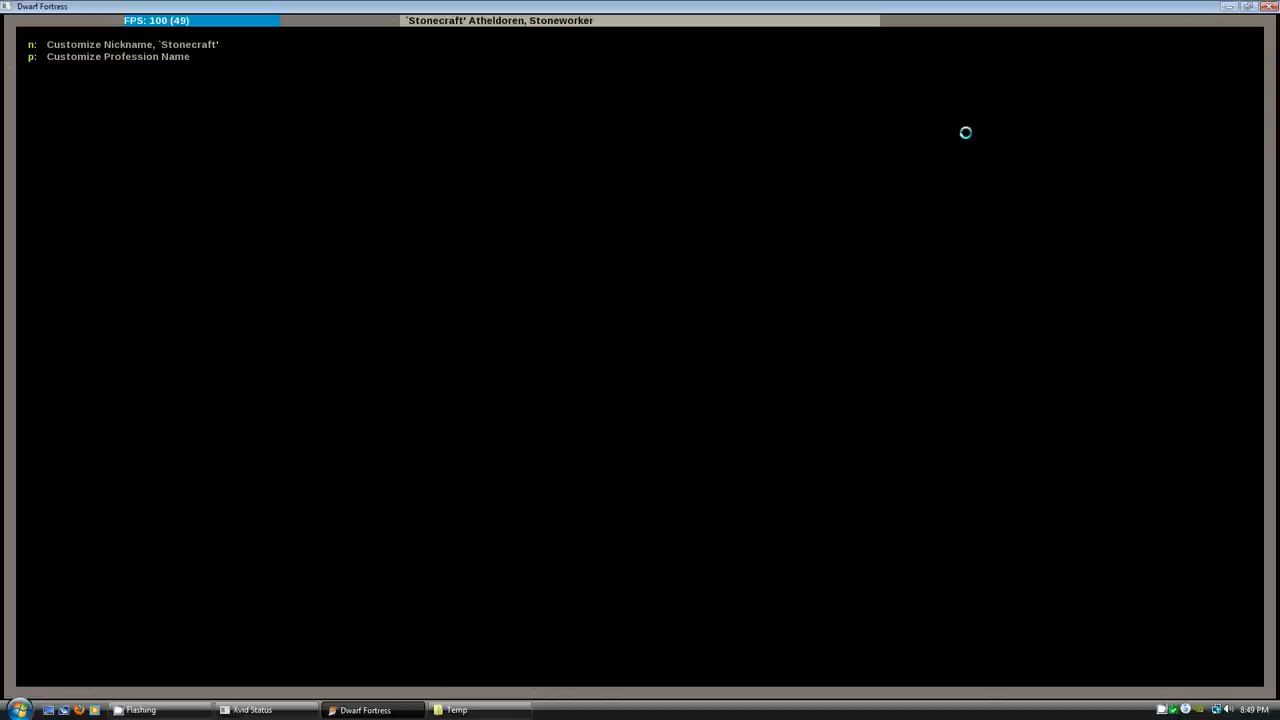 Dwarf Fortress
FPS: 100 (49)
`Stonecraft' Atheldoren, Stoneworker
n: Customize Nickname, `Stonecraft'
p: Customize Profession Name
Flashing
Xvid Status
Dwarf Fortress
Temp
8:49 PM